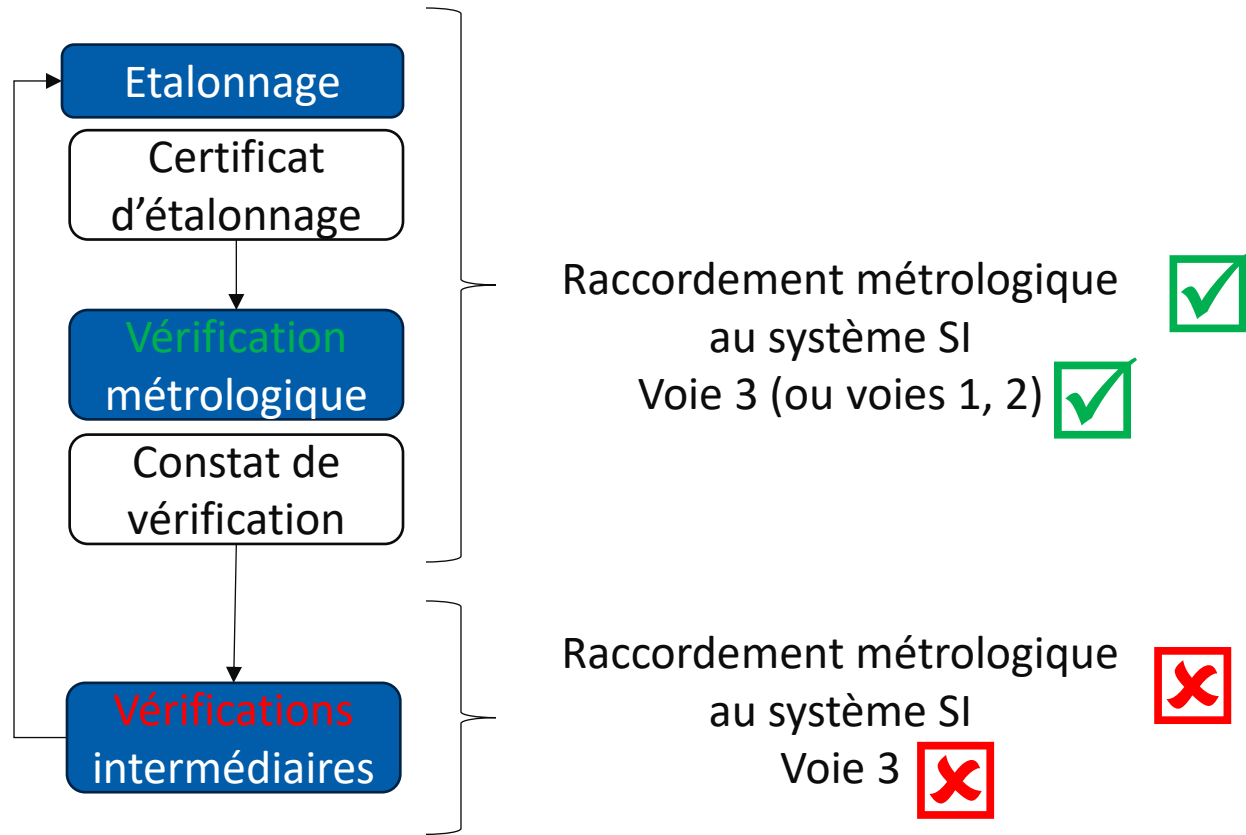 Etalonnage
Certificat
d’étalonnage
Vérification
métrologique
Constat de
vérification
Vérifications
intermédiaires
Raccordement métrologique
au système SI
Voie 3 (ou voies 1, 2)
Raccordement métrologique
au système SI
Voie 3